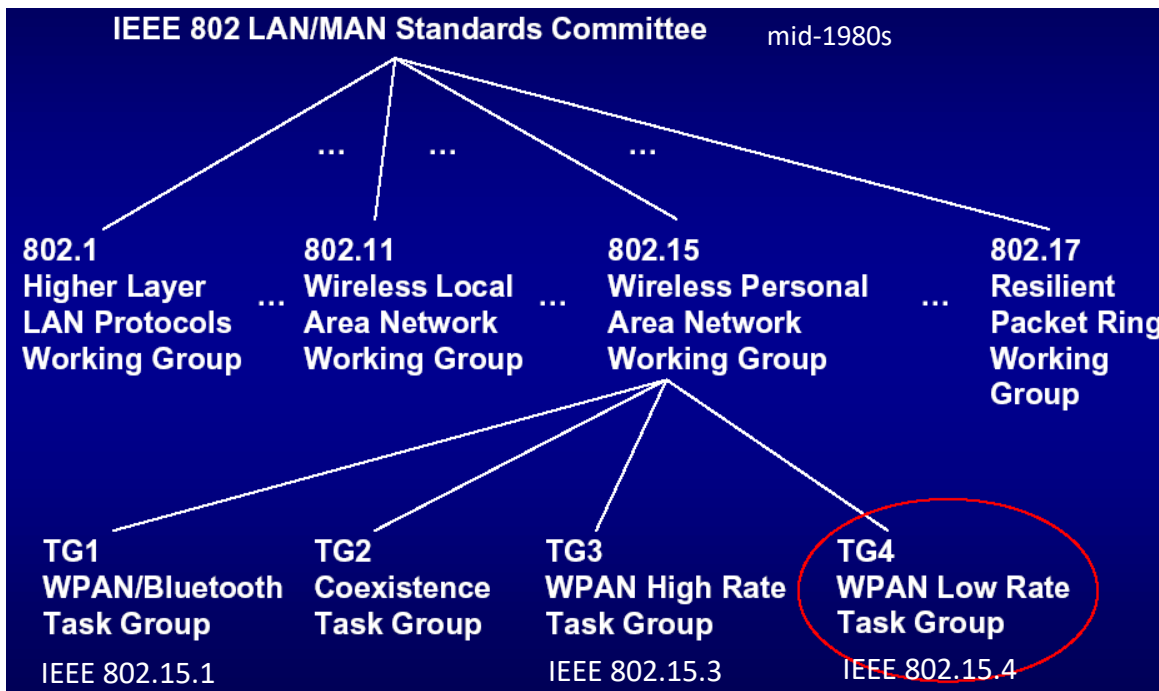 IEEE 802 LAN/MAN Standards Committee
mid-1980s
... ... ...
802.1
Higher Layer
LAN Protocols
Working Group
...
802.11
Wireless Local
Area Network
Working Group
...
802.15
Wireless Personal
Area Network
Working Group
...
802.17
Resilient
Packet Ring
Working
Group
TG1
WPAN/Bluetooth
Task Group
IEEE 802.15.1
TG2
Coexistence
Task Group
TG3
WPAN High Rate
Task Group
IEEE 802.15.3
TG4
WPAN Low Rate
Task Group
IEEE 802.15.4